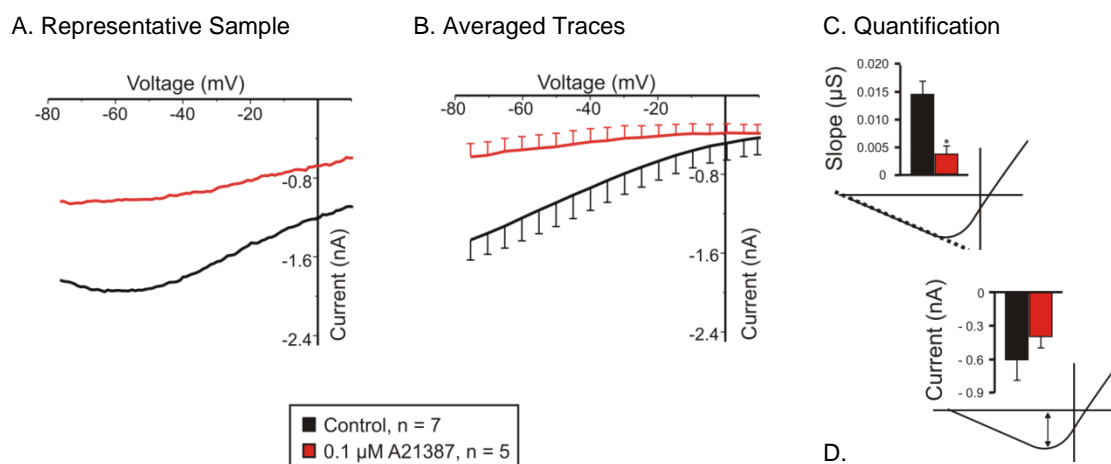 A. Representative Sample
B. Averaged Traces
C. Quantification
Voltage (mV)
-80 -60 -40 -20
-0.8
-1.6
-2.4
Current (nA)
Voltage (mV)
-80 -60 -40 -20
-0.8
-1.6
-2.4
Current (nA)
0.020
0.015
0.010
0.005
0
Slope (µS)
*
0
- 0.3
- 0.6
- 0.9
Current (nA)
Control, n = 7
0.1 µM A21387, n = 5
D.